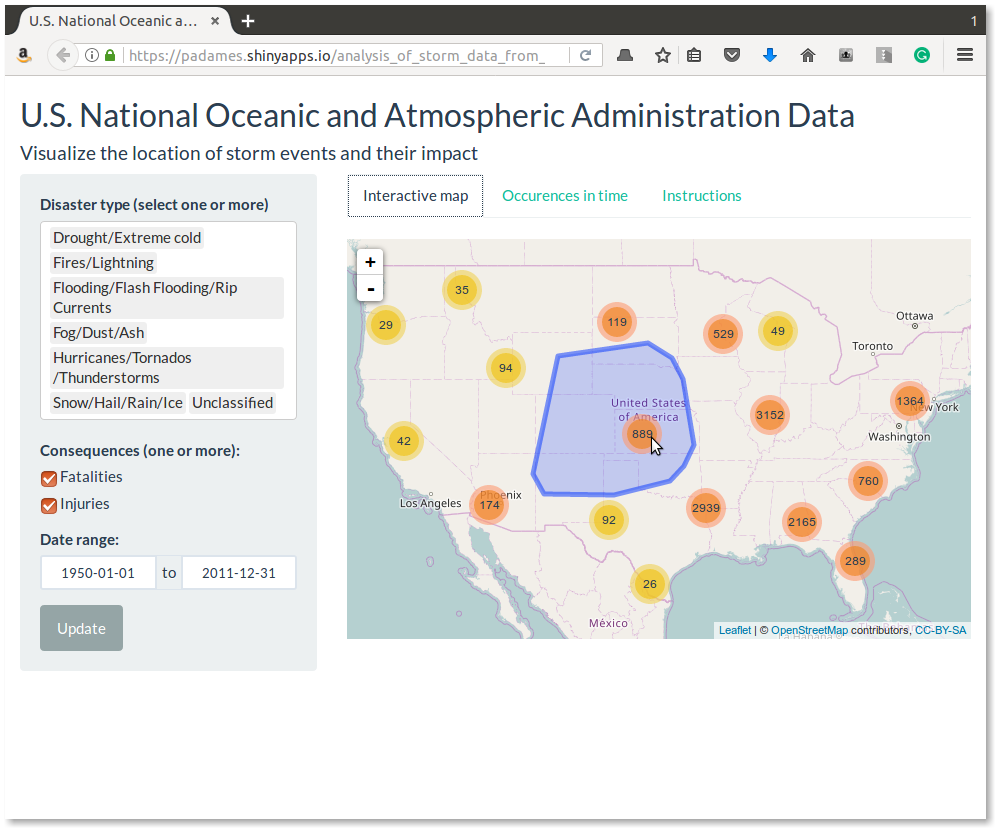 U.S. National Oceanic a...
1
https://padames.shinyapps.io/analysis_of_storm_data_from_
U.S. National Oceanic and Atmospheric Administration Data
Visualize the location of storm events and their impact
Disaster type (select one or more)
Drought/Extreme cold
Fires/Lightning
Flooding/Flash Flooding/Rip
Currents
Fog/Dust/Ash
Hurricanes/Tornados
/Thunderstorms
Snow/Hail/Rain/Ice Unclassified
Consequences (one or more):
Fatalities
Injuries
Date range:
1950-01-01 to 2011-12-31
Update
Interactive map Occurences in time Instructions
+
-
35
29
119
529
49
Ottawa
Toronto
94
United States
of America
1364
New York
3152
889
42
Washington
Los Angeles
Phoenix
174
760
2939
92
2165
289
26
México
Leaflet | © OpenStreetMap contributors, CC-BY-SA